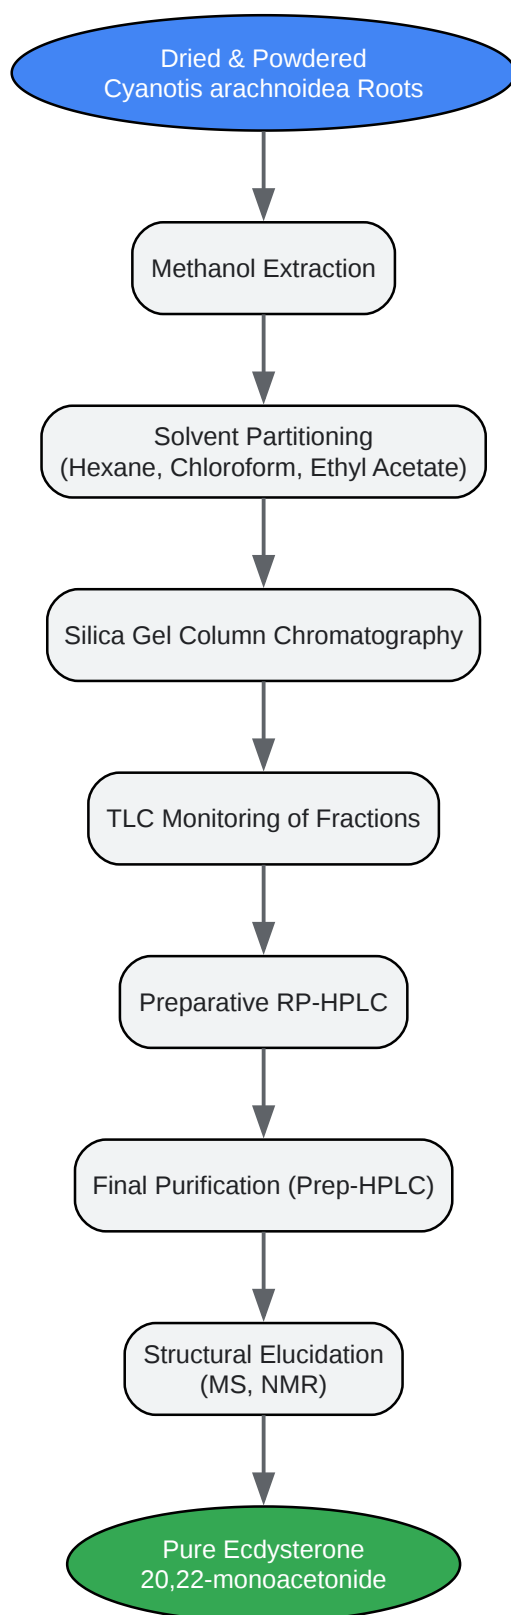 Dried & Powdered
Cyanotis arachnoidea Roots
Methanol Extraction
Solvent Partitioning
(Hexane, Chloroform, Ethyl Acetate)
Silica Gel Column Chromatography
TLC Monitoring of Fractions
Preparative RP-HPLC
Final Purification (Prep-HPLC)
Structural Elucidation
(MS, NMR)
Pure Ecdysterone
20,22-monoacetonide